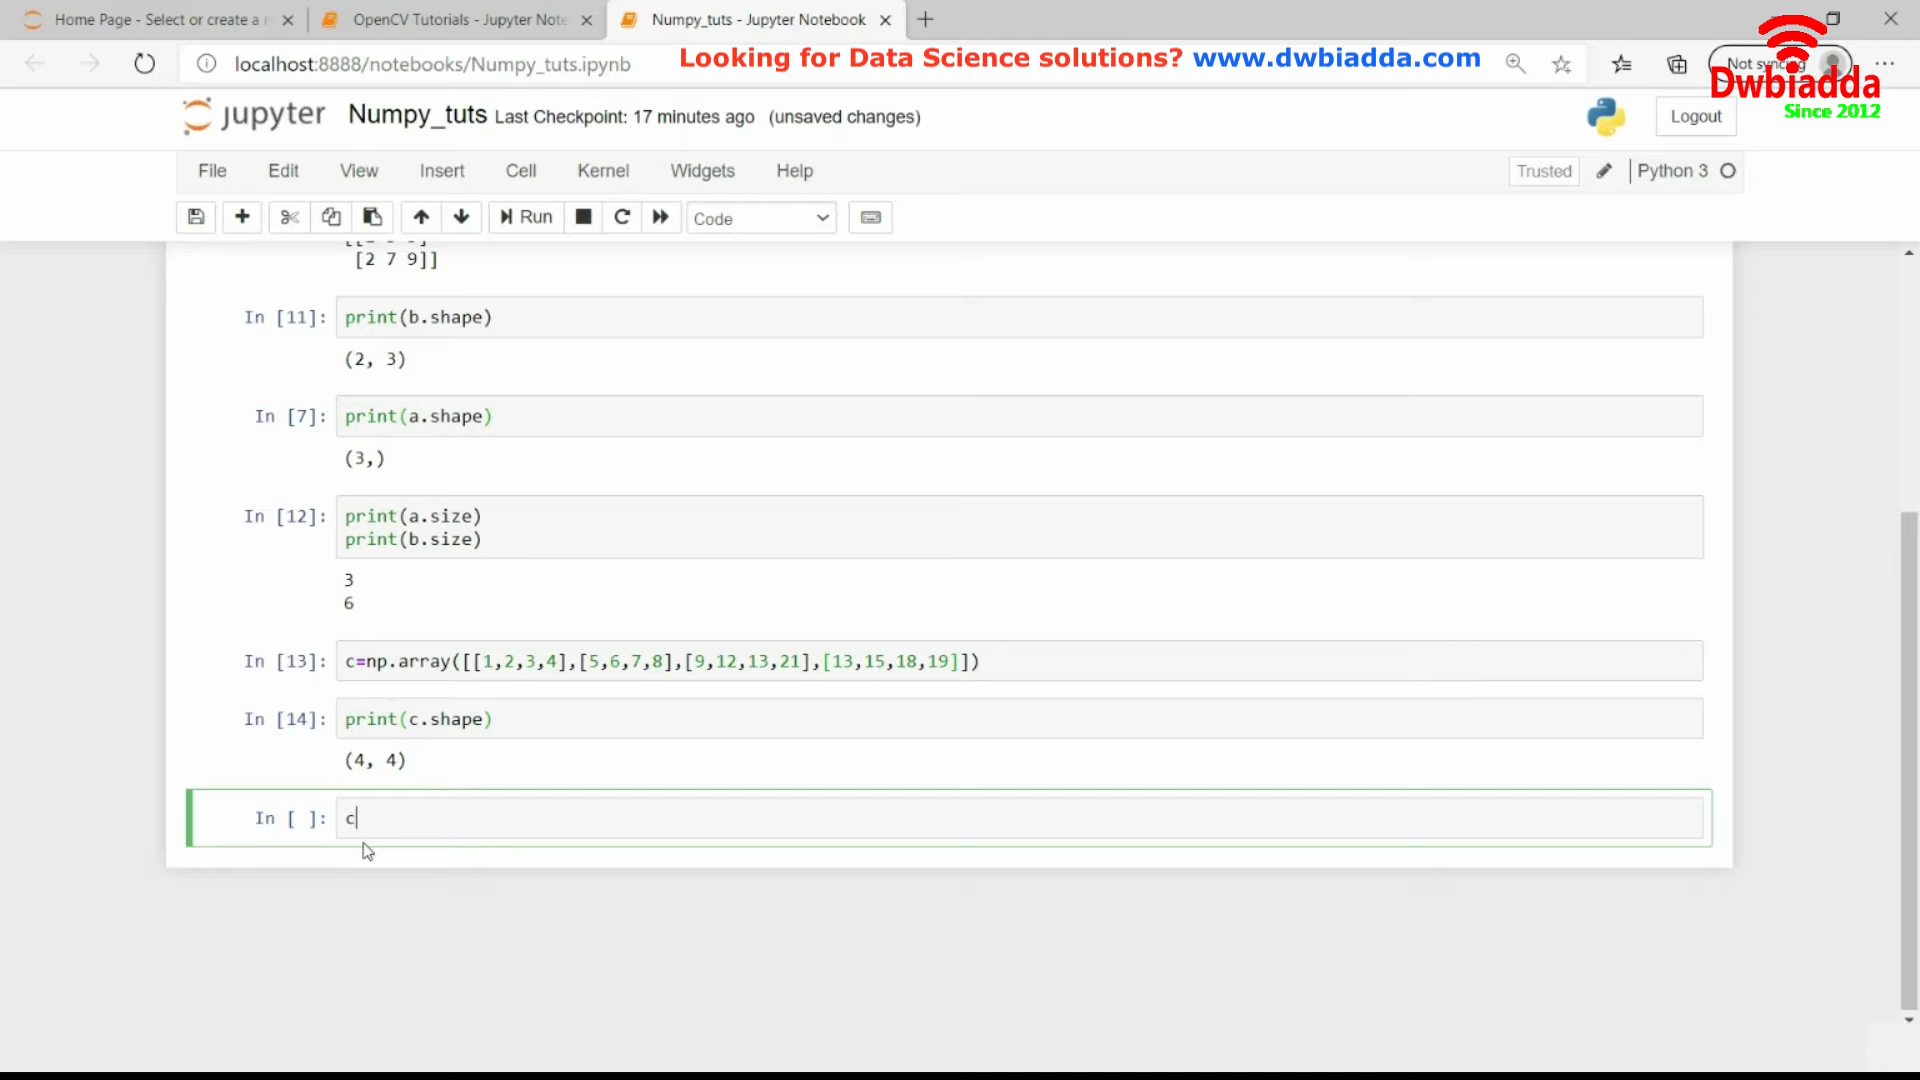 Home Page - Select or create a
OpenCV Tutorials - Jupyter Note
Numpy_tuts - Jupyter Notebook
localhost:8888/notebooks/Numpy_tuts.ipynb
Looking for Data Science solutions? www.dwbiadda.com
Not syncing
Dwbiadda
Since 2012
jupyter Numpy_tuts Last Checkpoint: 17 minutes ago (unsaved changes)
Logout
File Edit View Insert Cell Kernel Widgets Help
Trusted Python 3
Run Code
[2 7 9]]
In [11]: print(b.shape)
(2, 3)
In [7]: print(a.shape)
(3,)
In [12]: print(a.size)
print(b.size)
3
6
In [13]: c=np.array([[1,2,3,4],[5,6,7,8],[9,12,13,21],[13,15,18,19]])
In [14]: print(c.shape)
(4, 4)
In [ ]: c